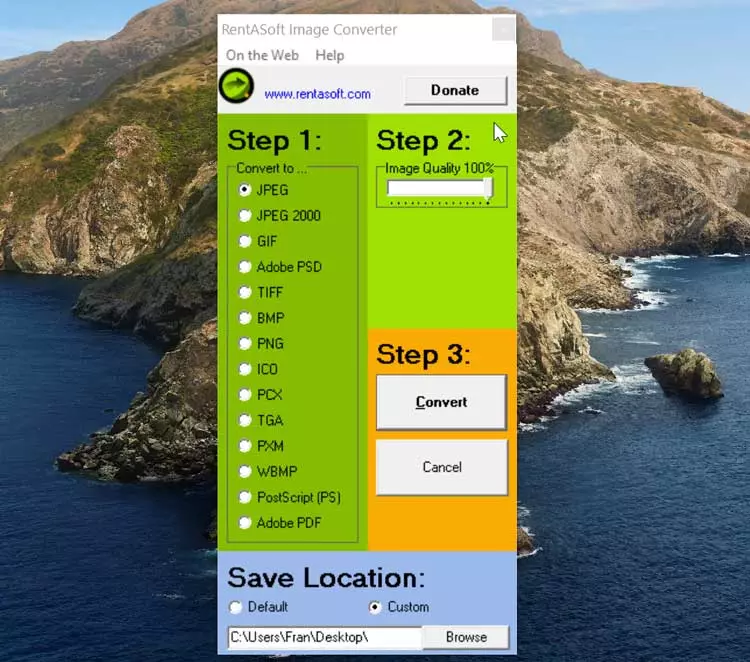 RentASoft Image Converter
On the Web Help
www.rentasoft.com Donate
Step 1:
Convert to ...
JPEG
JPEG 2000
GIF
Adobe PSD
TIFF
BMP
PNG
ICO
PCX
TGA
PXM
WBMP
PostScript (PS)
Adobe PDF
Step 2:
Image Quality 100%
Step 3:
Convert
Cancel
Save Location:
Default Custom
C:\Users\Fran\Desktop\ Browse